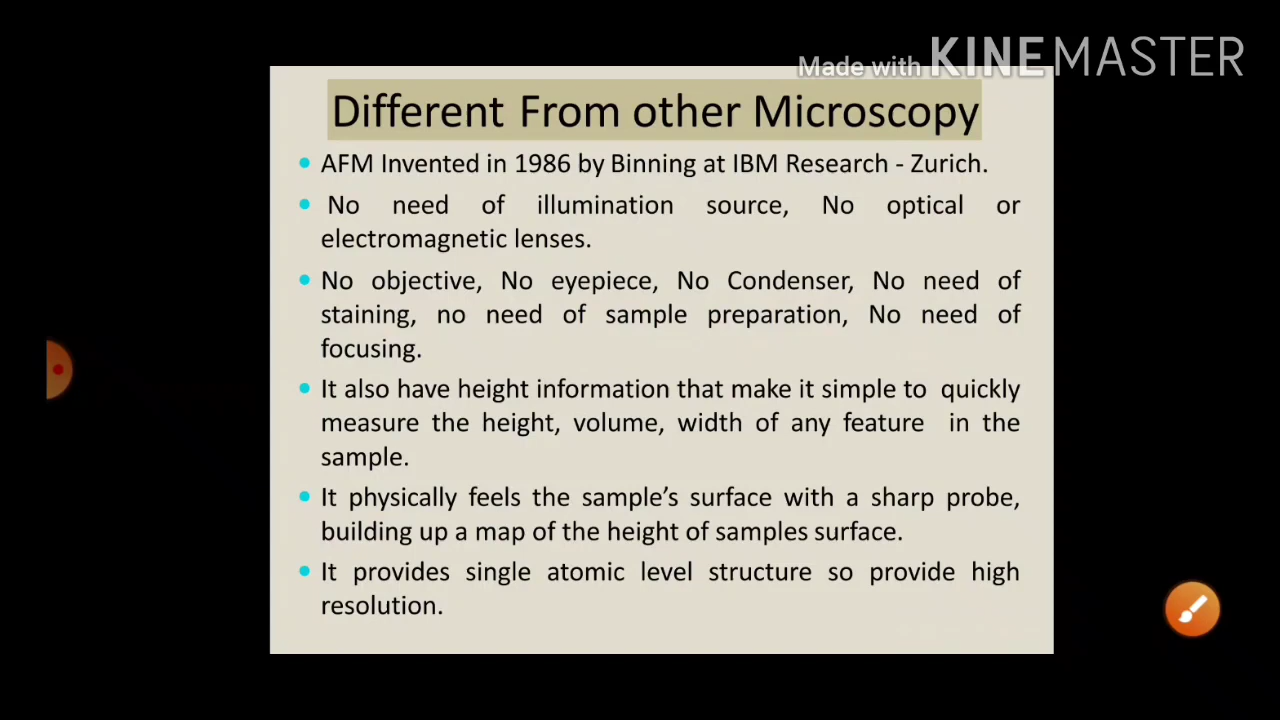 Made with KINEMASTER
Different From other Microscopy
• AFM Invented in 1986 by Binning at IBM Research - Zurich.
• No need of illumination source, No optical or
electromagnetic lenses.
• No objective, No eyepiece, No Condenser, No need of
staining, no need of sample preparation, No need of
focusing.
• It also have height information that make it simple to quickly
measure the height, volume, width of any feature in the
sample.
• It physically feels the sample’s surface with a sharp probe,
building up a map of the height of samples surface.
• It provides single atomic level structure so provide high
resolution.